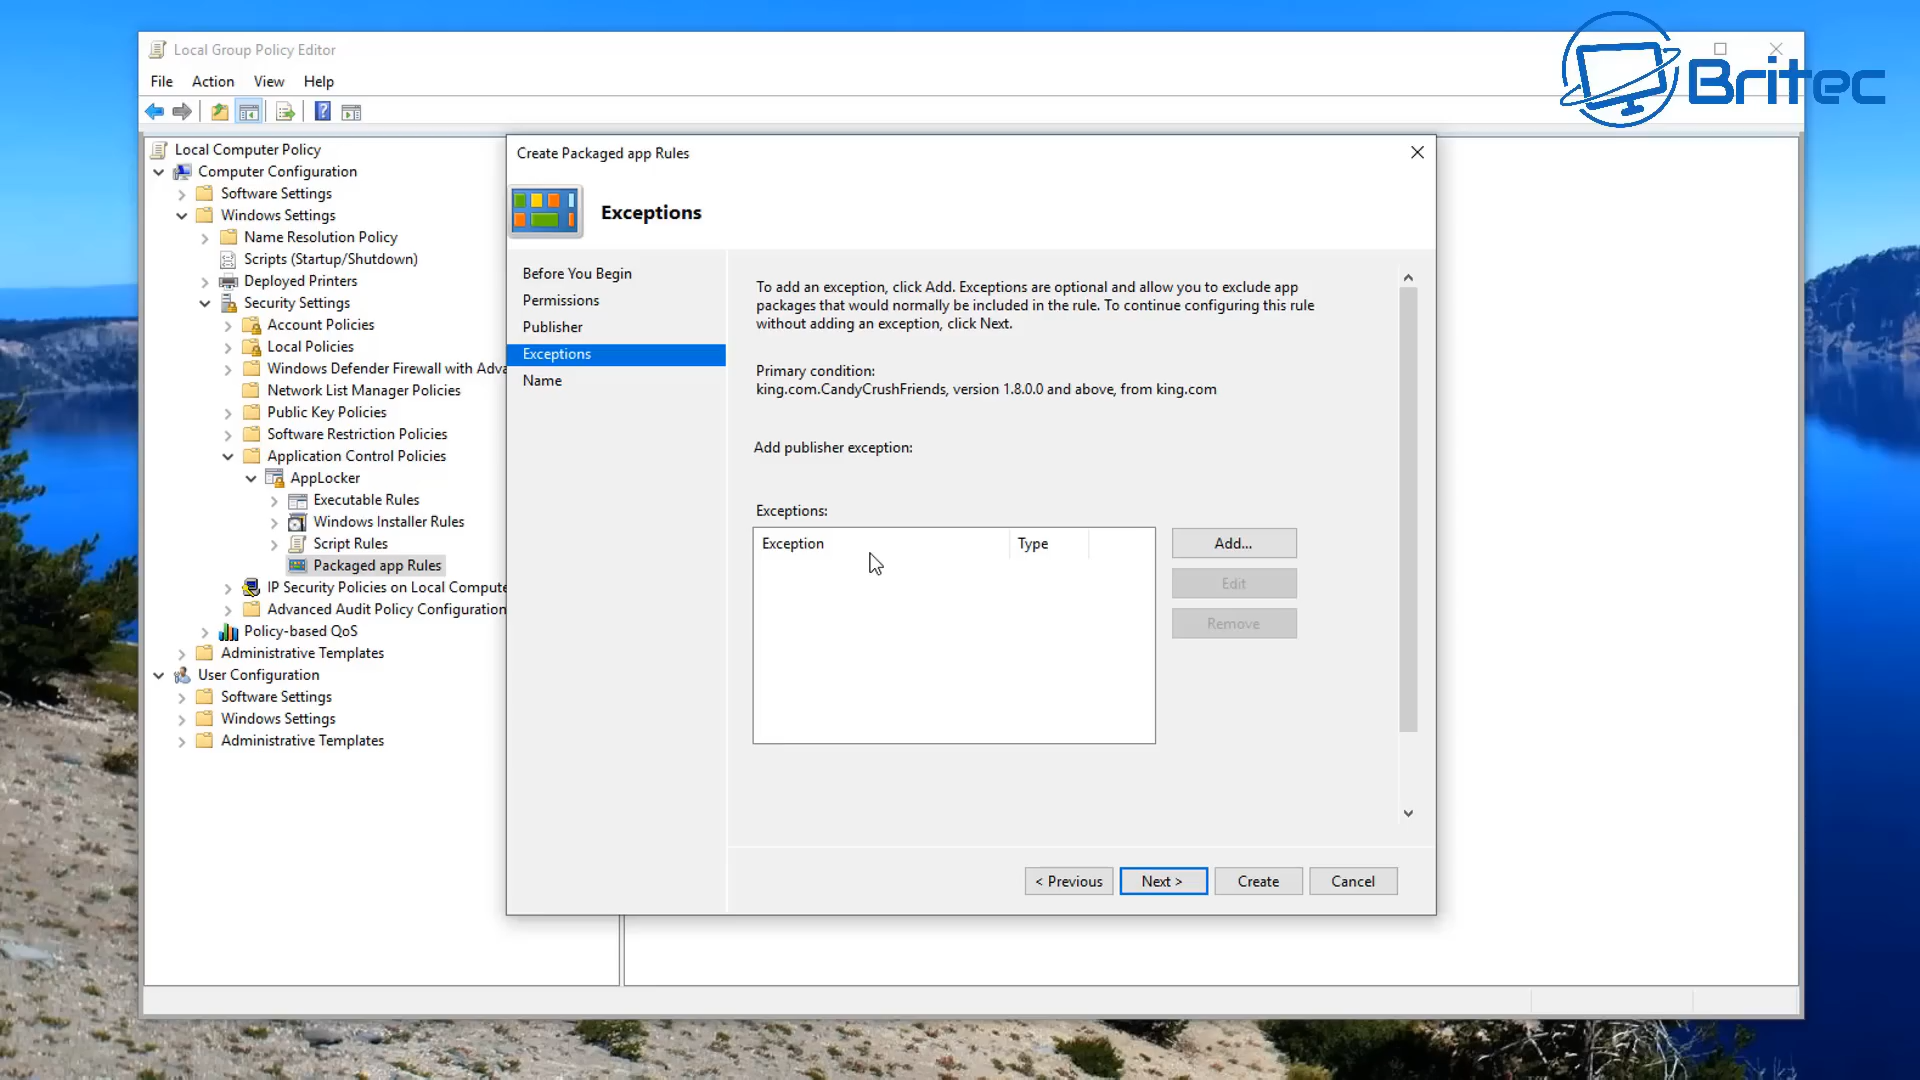 Local Group Policy Editor
Britec
File Action View Help
Local Computer Policy
Computer Configuration
Software Settings
Windows Settings
Name Resolution Policy
Scripts (Startup/Shutdown)
Deployed Printers
Security Settings
Account Policies
Local Policies
Windows Defender Firewall with Adva
Network List Manager Policies
Public Key Policies
Software Restriction Policies
Application Control Policies
AppLocker
Executable Rules
Windows Installer Rules
Script Rules
Packaged app Rules
IP Security Policies on Local Compute
Advanced Audit Policy Configuration
Policy-based QoS
Administrative Templates
User Configuration
Software Settings
Windows Settings
Administrative Templates
Create Packaged app Rules
Exceptions
Before You Begin
Permissions
Publisher
Exceptions
Name
To add an exception, click Add. Exceptions are optional and allow you to exclude app
packages that would normally be included in the rule. To continue configuring this rule
without adding an exception, click Next.
Primary condition:
king.com.CandyCrushFriends, version 1.8.0.0 and above, from king.com
Add publisher exception:
Exceptions:
Exception Type
Add...
Edit
Remove
< Previous Next > Create Cancel